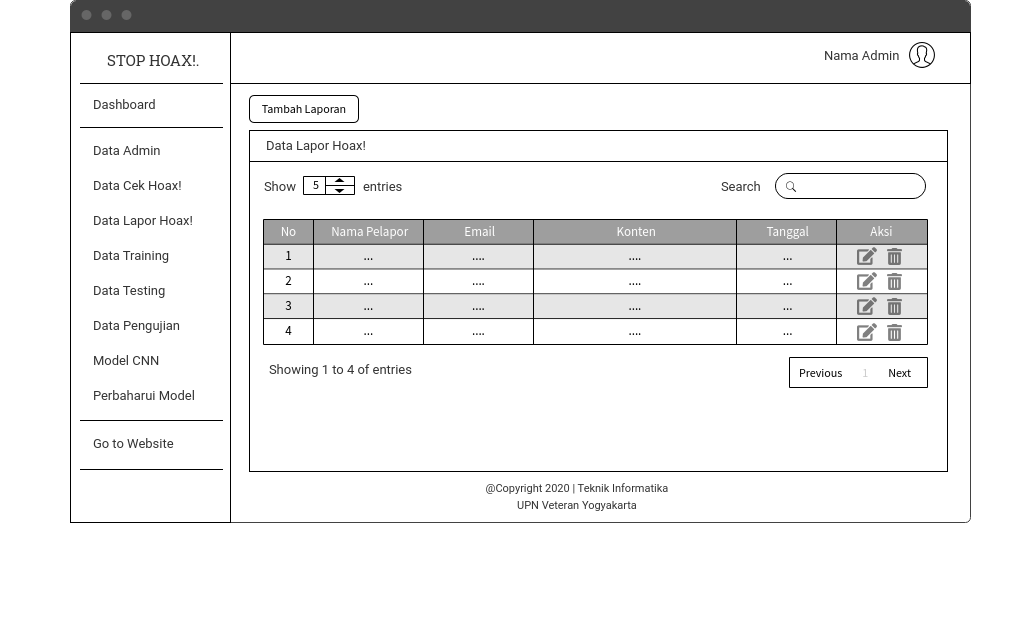 STOP HOAX!.
Nama Admin
Dashboard
Data Admin
Data Cek Hoax!
Data Lapor Hoax!
Data Training
Data Testing
Data Pengujian
Model CNN
Perbaharui Model
Go to Website
Tambah Laporan
Data Lapor Hoax!
Show 5 entries
Search
No Nama Pelapor Email Konten Tanggal Aksi
1 ... .... .... ...
2 ... .... .... ...
3 ... .... .... ...
4 ... .... .... ...
Showing 1 to 4 of entries
Previous 1 Next
@Copyright 2020 | Teknik Informatika
UPN Veteran Yogyakarta